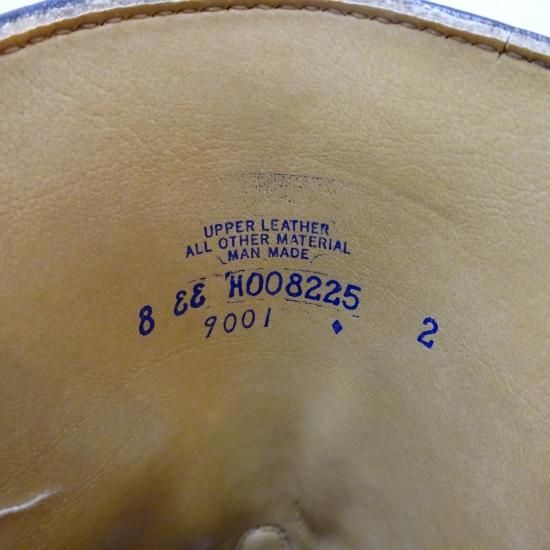 UPPER LEATHER
ALL OTHER MATERIAL
MAN MADE
8 EE H008225
9001 ♦ 2